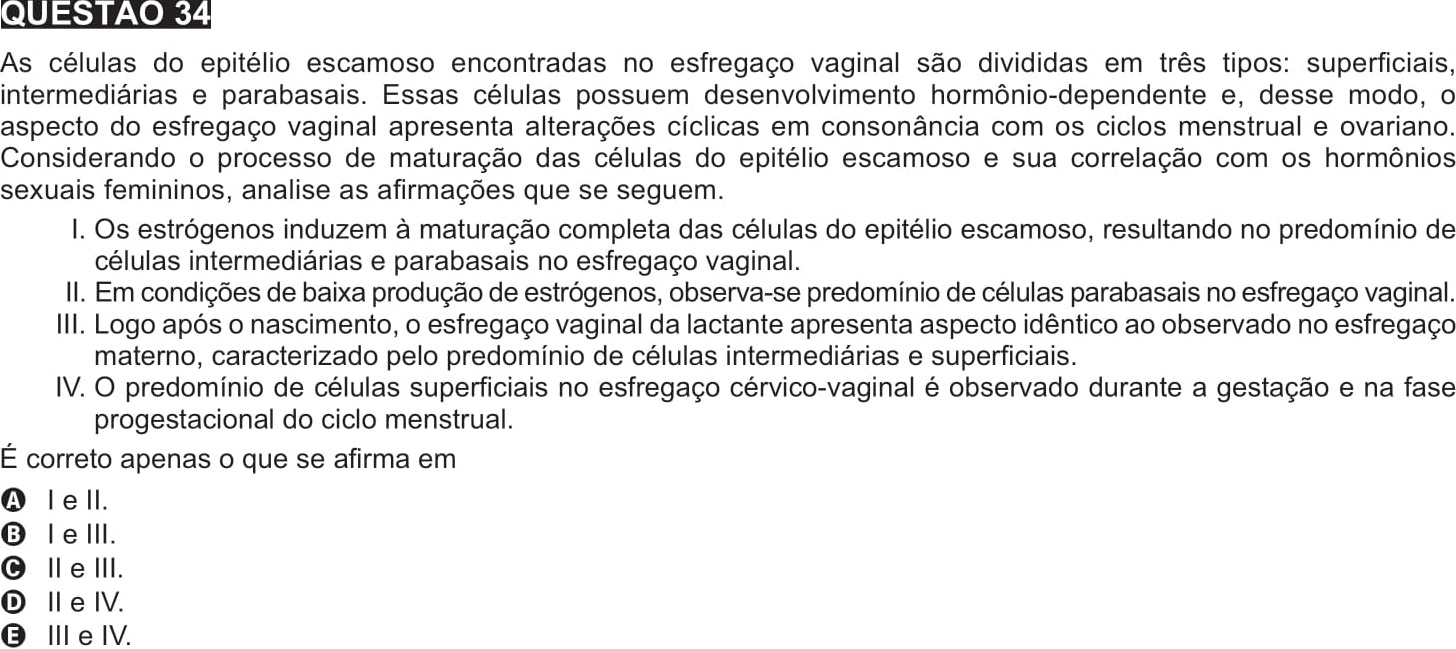 QUESTÃO 34
As células do epitélio escamoso encontradas no esfregaço vaginal são divididas em três tipos: superficiais,
intermediárias e parabasais. Essas células possuem desenvolvimento hormônio-dependente e, desse modo, o
aspecto do esfregaço vaginal apresenta alterações cíclicas em consonância com os ciclos menstrual e ovariano.
Considerando o processo de maturação das células do epitélio escamoso e sua correlação com os hormônios
sexuais femininos, analise as afirmações que se seguem.
I. Os estrógenos induzem à maturação completa das células do epitélio escamoso, resultando no predomínio de
células intermediárias e parabasais no esfregaço vaginal.
II. Em condições de baixa produção de estrógenos, observa-se predomínio de células parabasais no esfregaço vaginal.
III. Logo após o nascimento, o esfregaço vaginal da lactante apresenta aspecto idêntico ao observado no esfregaço
materno, caracterizado pelo predomínio de células intermediárias e superficiais.
IV. O predomínio de células superficiais no esfregaço cérvico-vaginal é observado durante a gestação e na fase
progestacional do ciclo menstrual.
É correto apenas o que se afirma em
A I e II.
B I e III.
C II e III.
D II e IV.
E III e IV.